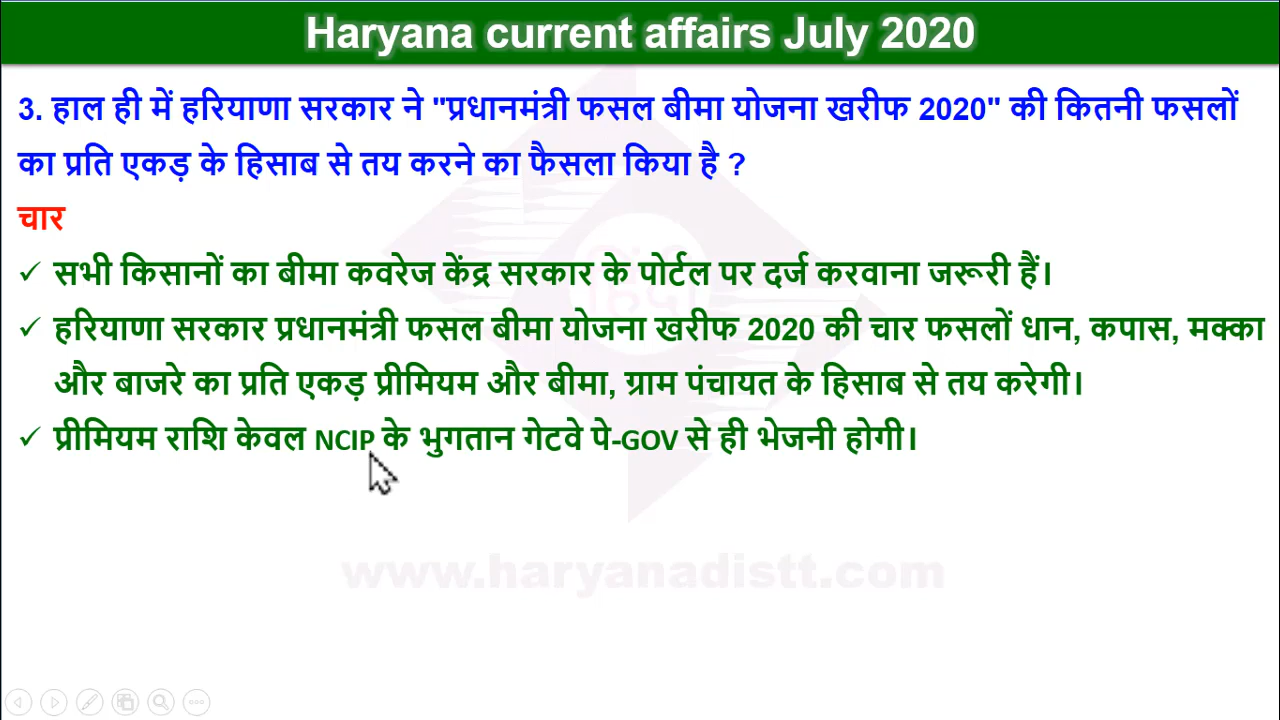 Haryana current affairs July 2020
3. हाल ही में हरियाणा सरकार ने "प्रधानमंत्री फसल बीमा योजना खरीफ 2020" की कितनी फसलों
का प्रति एकड़ के हिसाब से तय करने का फैसला किया है ?
चार
✓ सभी किसानों का बीमा कवरेज केंद्र सरकार के पोर्टल पर दर्ज करवाना जरूरी हैं।
✓ हरियाणा सरकार प्रधानमंत्री फसल बीमा योजना खरीफ 2020 की चार फसलों धान, कपास, मक्का
और बाजरे का प्रति एकड़ प्रीमियम और बीमा, ग्राम पंचायत के हिसाब से तय करेगी।
✓ प्रीमियम राशि केवल NCIP के भुगतान गेटवे पे-GOV से ही भेजनी होगी।
www.haryanadistt.com